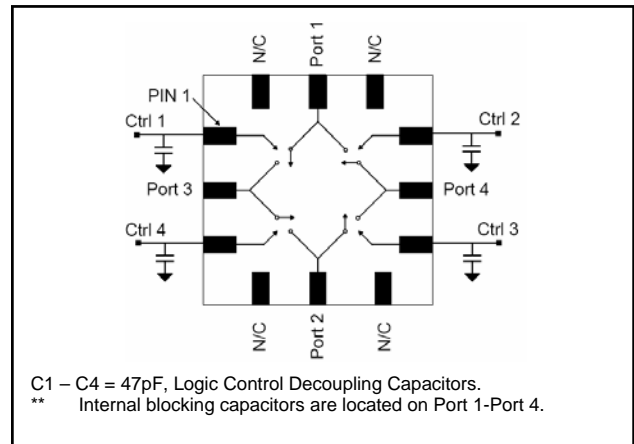 N/C
Port 1
N/C
PIN 1
Ctrl 1
Ctrl 2
Port 3
Port 4
Ctrl 4
Ctrl 3
N/C
Port 2
N/C
C1 – C4 = 47pF, Logic Control Decoupling Capacitors.
** Internal blocking capacitors are located on Port 1-Port 4.